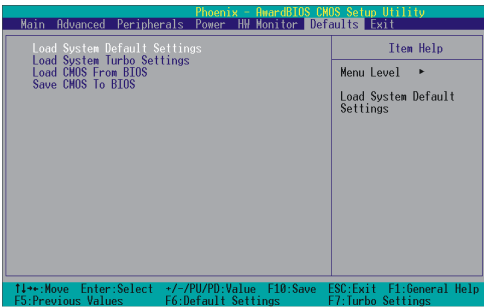 Phoenix - AwardBIOS CMOS Setup Utility
Main Advanced Peripherals Power HW Monitor Defaults Exit
Load System Default Settings
Load System Turbo Settings
Load CMOS From BIOS
Save CMOS To BIOS
Item Help
Menu Level ►
Load System Default
Settings
↑↓→←:Move Enter:Select +/-/PU/PD:Value F10:Save ESC:Exit F1:General Help
F5:Previous Values F6:Default Settings F7:Turbo Settings